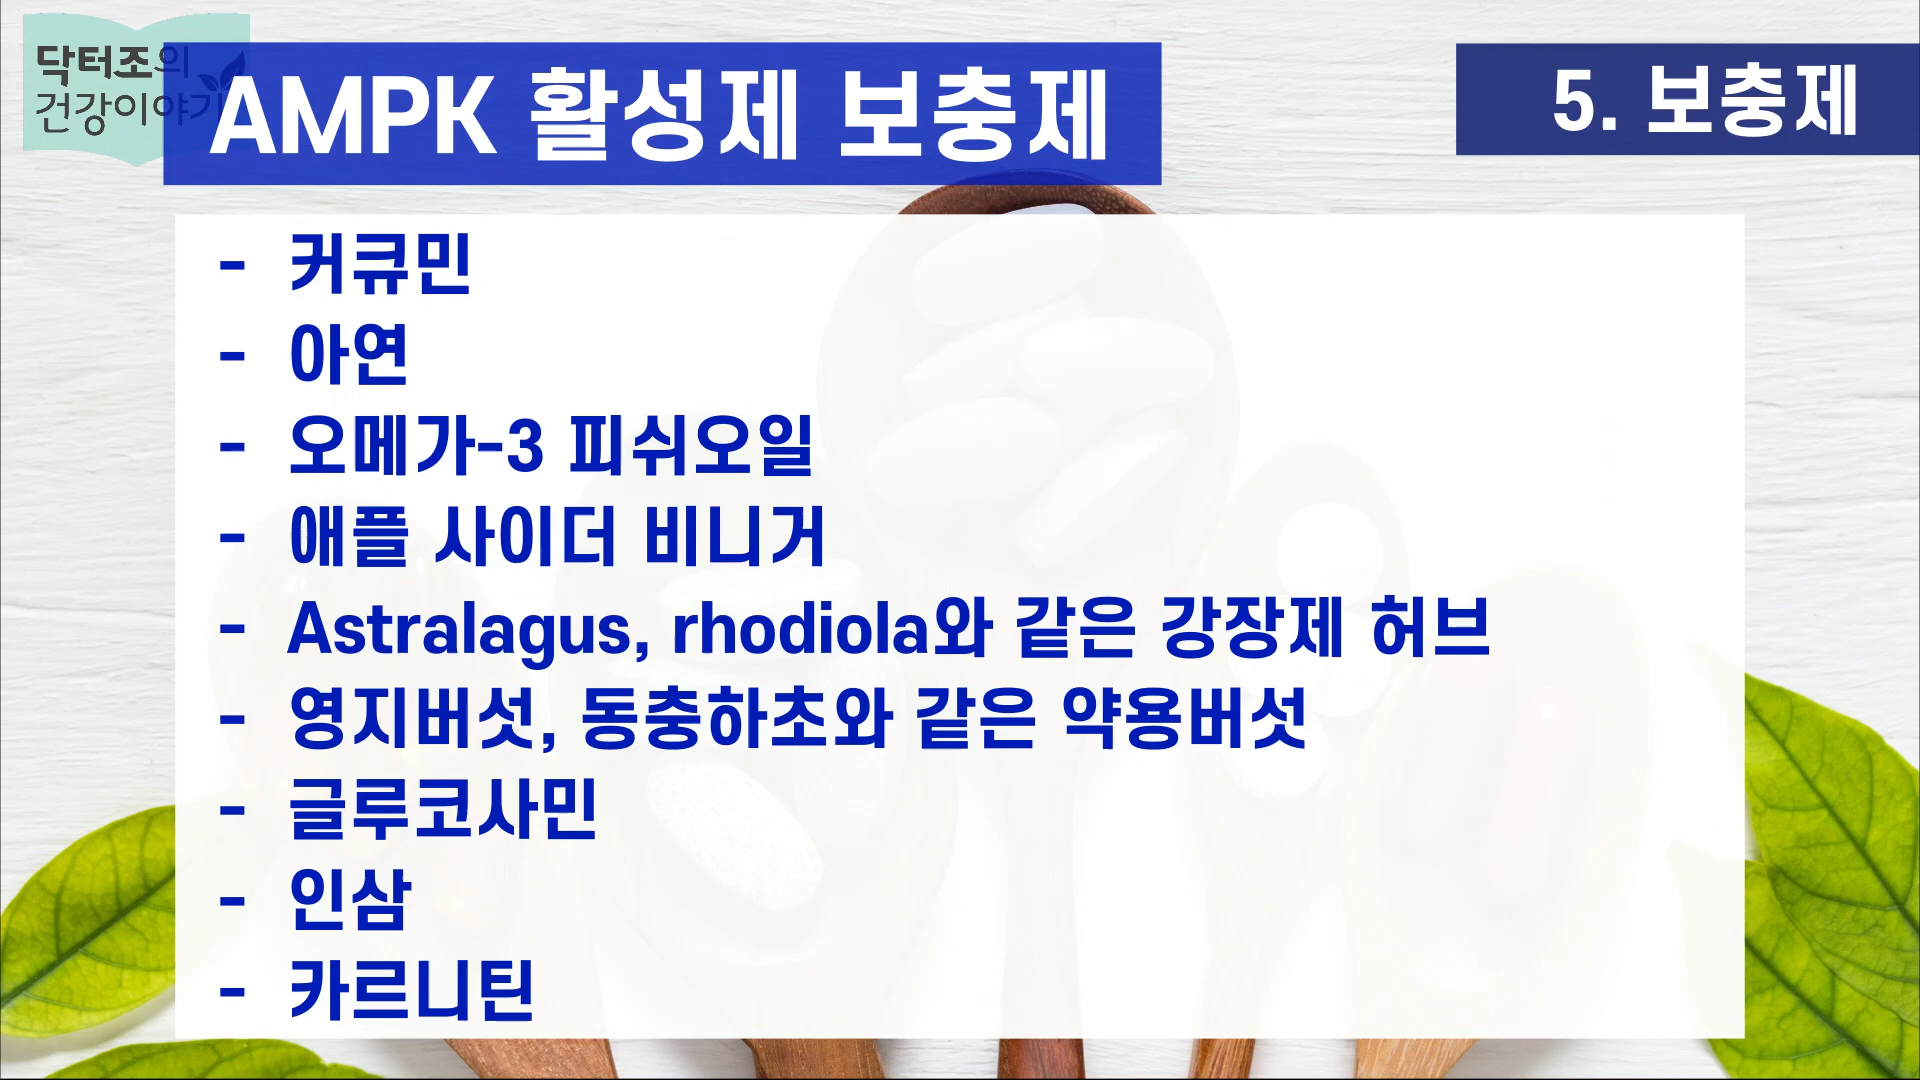 닥터조의
건강이야기
AMPK 활성제 보충제
5. 보충제
- 커큐민
- 아연
- 오메가-3 피쉬오일
- 애플 사이더 비니거
- Astralagus, rhodiola와 같은 강장제 허브
- 영지버섯, 동충하초와 같은 약용버섯
- 글루코사민
- 인삼
- 카르니틴